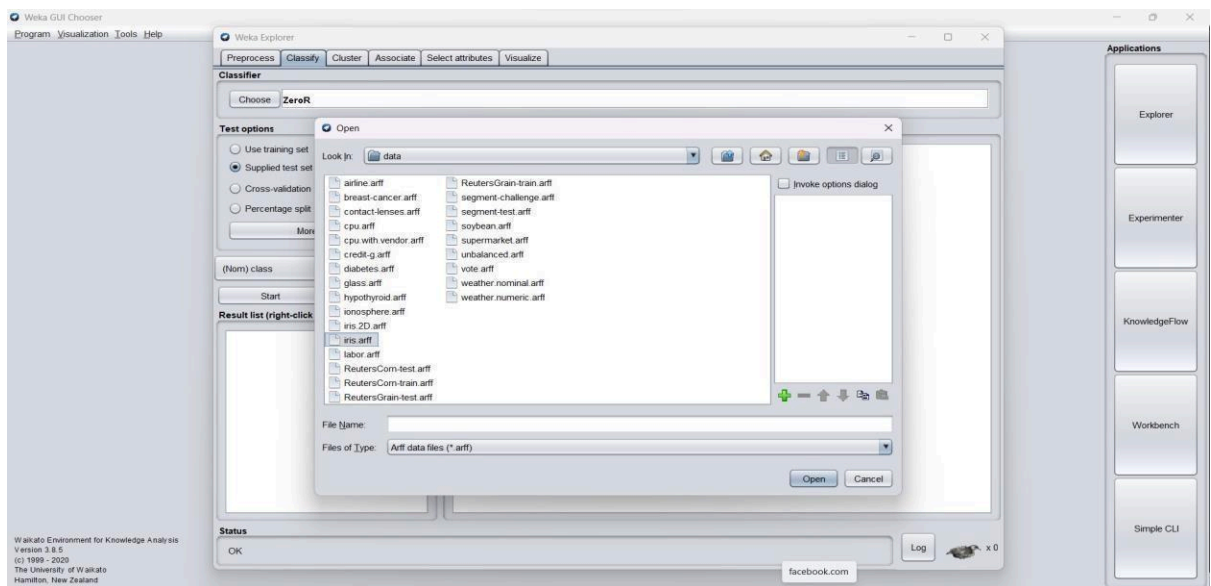 Weka GUI Chooser
Program Visualization Tools Help
Weka Explorer
Preprocess Classify Cluster Associate Select attributes Visualize
Classifier
Choose ZeroR
Test options
Use training set
Supplied test set
Cross-validation
Percentage split
More
(Nom) class
Start
Result list (right-click
Open
Look In: data
airline.arff
breast-cancer.arff
contact-lenses.arff
cpu.arff
cpu.with.vendor.arff
credit-g.arff
diabetes.arff
glass.arff
hypothyroid.arff
ionosphere.arff
iris.2D.arff
iris.arff
labor.arff
ReutersCorn-test.arff
ReutersCorn-train.arff
ReutersGrain-test.arff
ReutersGrain-train.arff
segment-challenge.arff
segment-test.arff
soybean.arff
supermarket.arff
unbalanced.arff
vote.arff
weather.nominal.arff
weather.numeric.arff
Invoke options dialog
File Name:
Files of Type: Arff data files (*.arff)
Open Cancel
Status
OK
Log x 0
facebook.com
Applications
Explorer
Experimenter
KnowledgeFlow
Workbench
Simple CLI
Waikato Environment for Knowledge Analysis
Version 3.8.5
(c) 1999 - 2020
The University of Waikato
Hamilton, New Zealand